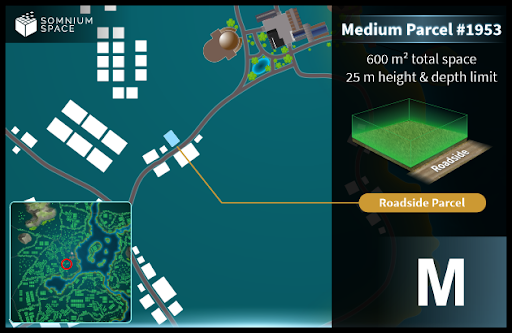 SOMNIUM
SPACE
Medium Parcel #1953
600 m² total space
25 m height & depth limit
Roadside
Roadside Parcel
M